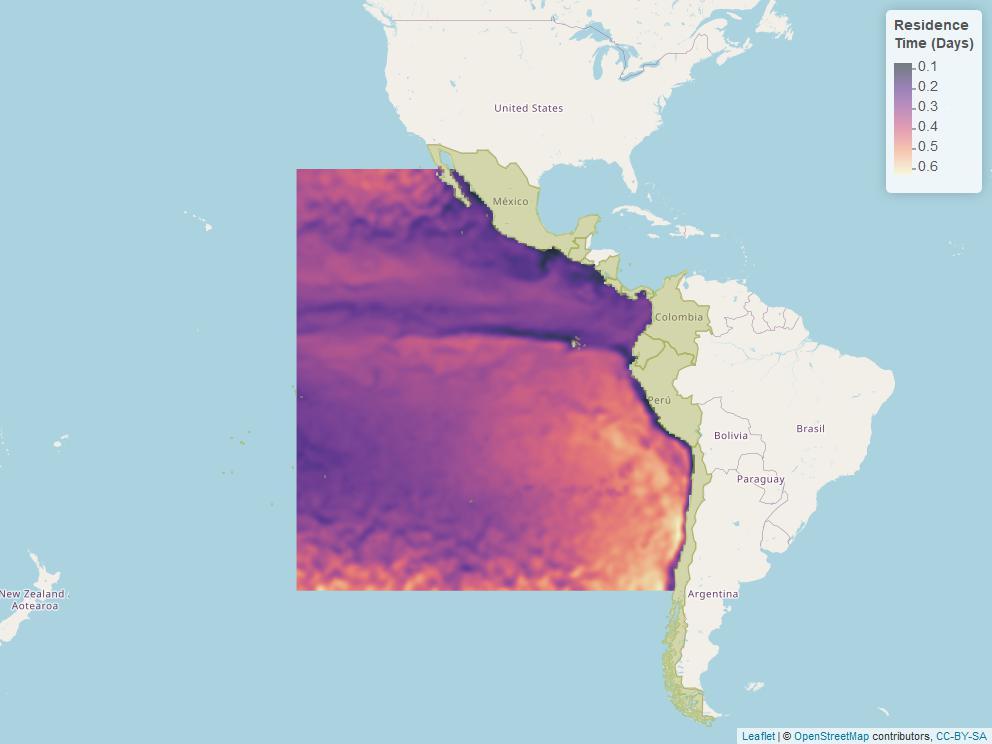 Residence
Time (Days)
0.1
0.2
0.3
0.4
0.5
0.6
United States
México
Colombia
Perú
Bolivia
Brasil
Paraguay
New Zealand
Aotearoa
Argentina
Leaflet | © OpenStreetMap contributors, CC-BY-SA